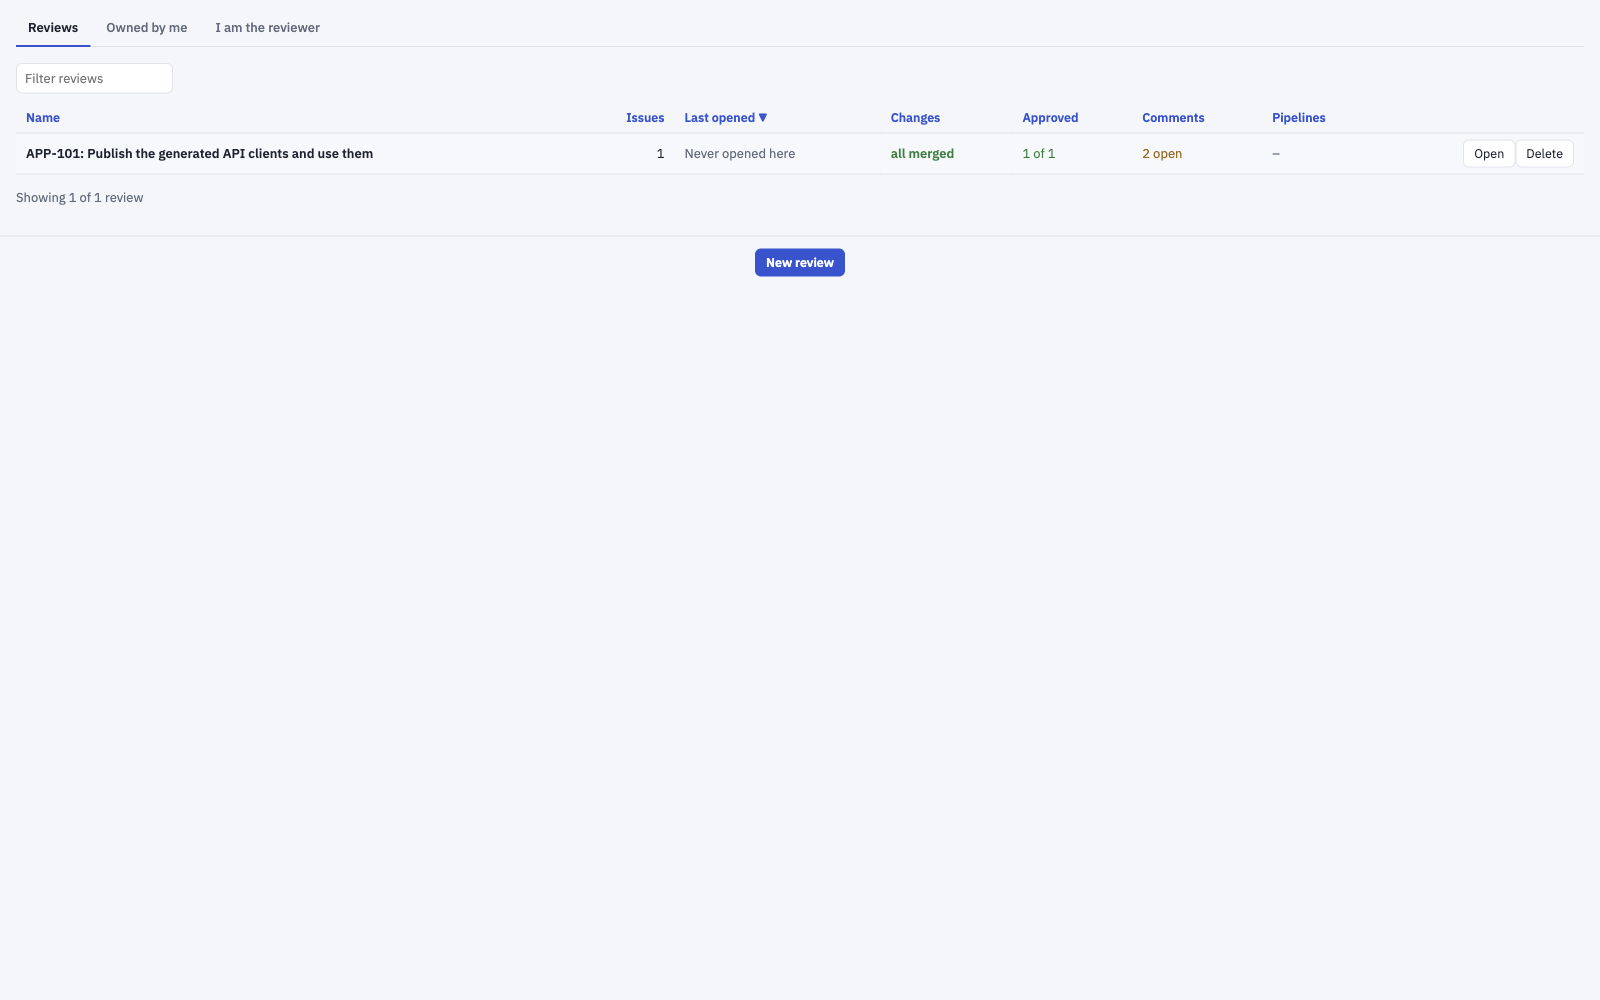 Reviews Owned by me I am the reviewer
Filter reviews
Name Issues Last opened ▼ Changes Approved Comments Pipelines
APP-101: Publish the generated API clients and use them 1 Never opened here all merged 1 of 1 2 open – Open Delete
Showing 1 of 1 review
New review